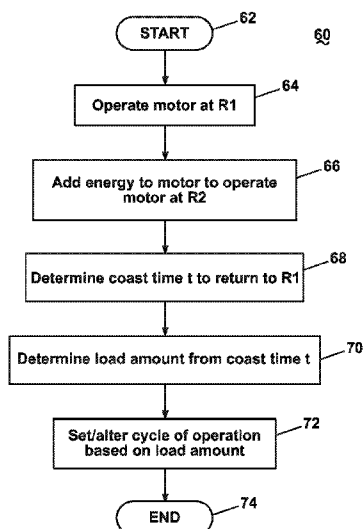 START
62
60
Operate motor at R1
64
Add energy to motor to operate
motor at R2
66
Determine coast time t to return to R1
68
Determine load amount from coast time t
70
Set/alter cycle of operation
based on load amount
72
END
74